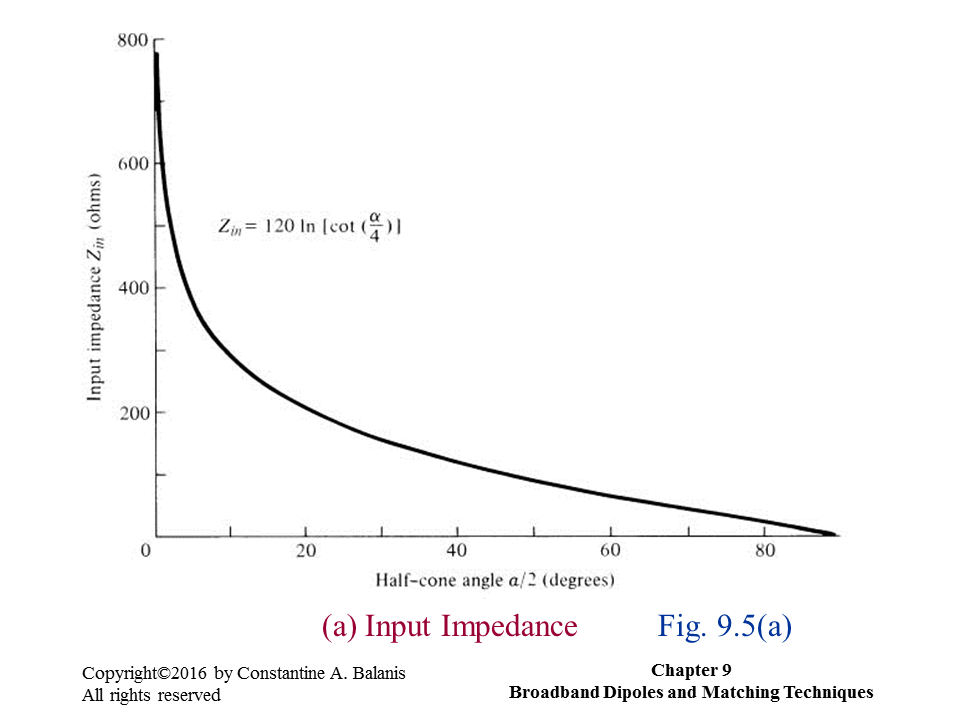 800
600
400
200
Input impedance Z_in (ohms)
Z_in = 120 ln [cot (α/4)]
0 20 40 60 80
Half-cone angle α/2 (degrees)
(a) Input Impedance Fig. 9.5(a)
Copyright©2016 by Constantine A. Balanis
All rights reserved
Chapter 9
Broadband Dipoles and Matching Techniques